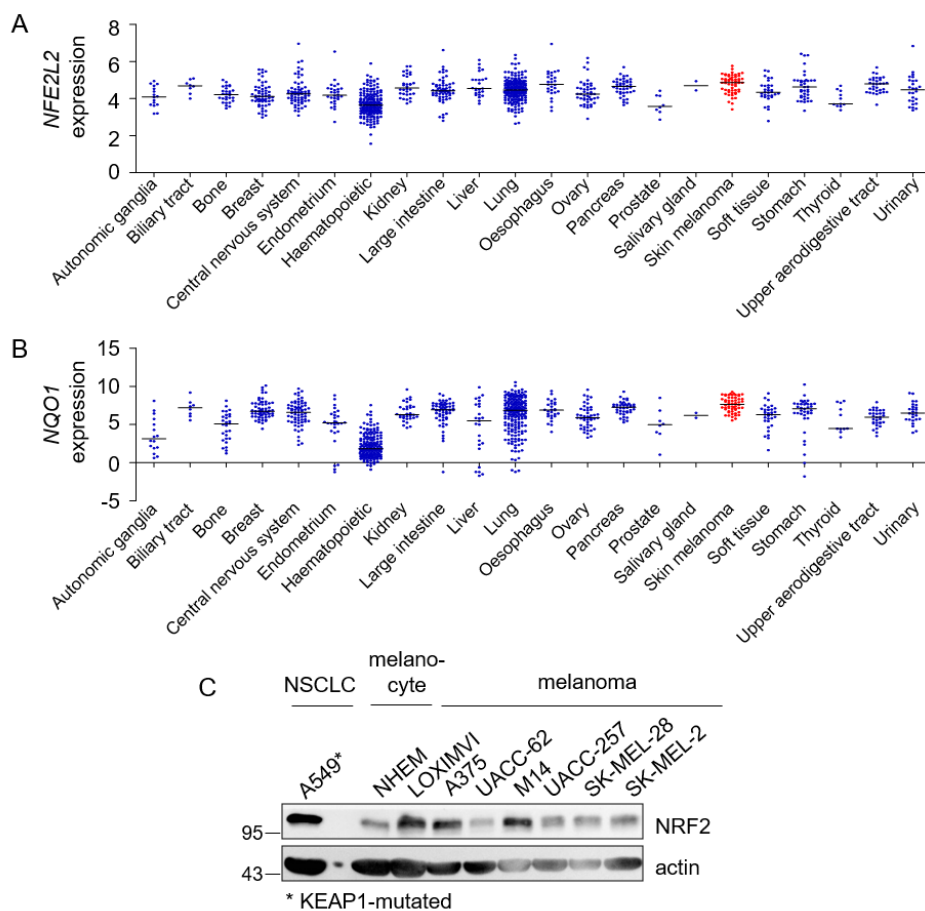 A
NFE2L2
expression
8
6
4
2
0
Autonomic ganglia
Biliary tract
Bone
Breast
Central nervous system
Endometrium
Haematopoietic
Kidney
Large intestine
Liver
Lung
Oesophagus
Ovary
Pancreas
Prostate
Salivary gland
Skin melanoma
Soft tissue
Stomach
Thyroid
Upper aerodigestive tract
Urinary
B
NQO1
expression
15
10
5
0
-5
Autonomic ganglia
Biliary tract
Bone
Breast
Central nervous system
Endometrium
Haematopoietic
Kidney
Large intestine
Liver
Lung
Oesophagus
Ovary
Pancreas
Prostate
Salivary gland
Skin melanoma
Soft tissue
Stomach
Thyroid
Upper aerodigestive tract
Urinary
C
NSCLC
melano-
cyte
melanoma
A549*
NHEM
LOXIMVI
A375
UACC-62
M14
UACC-257
SK-MEL-28
SK-MEL-2
95
NRF2
43
actin
* KEAP1-mutated